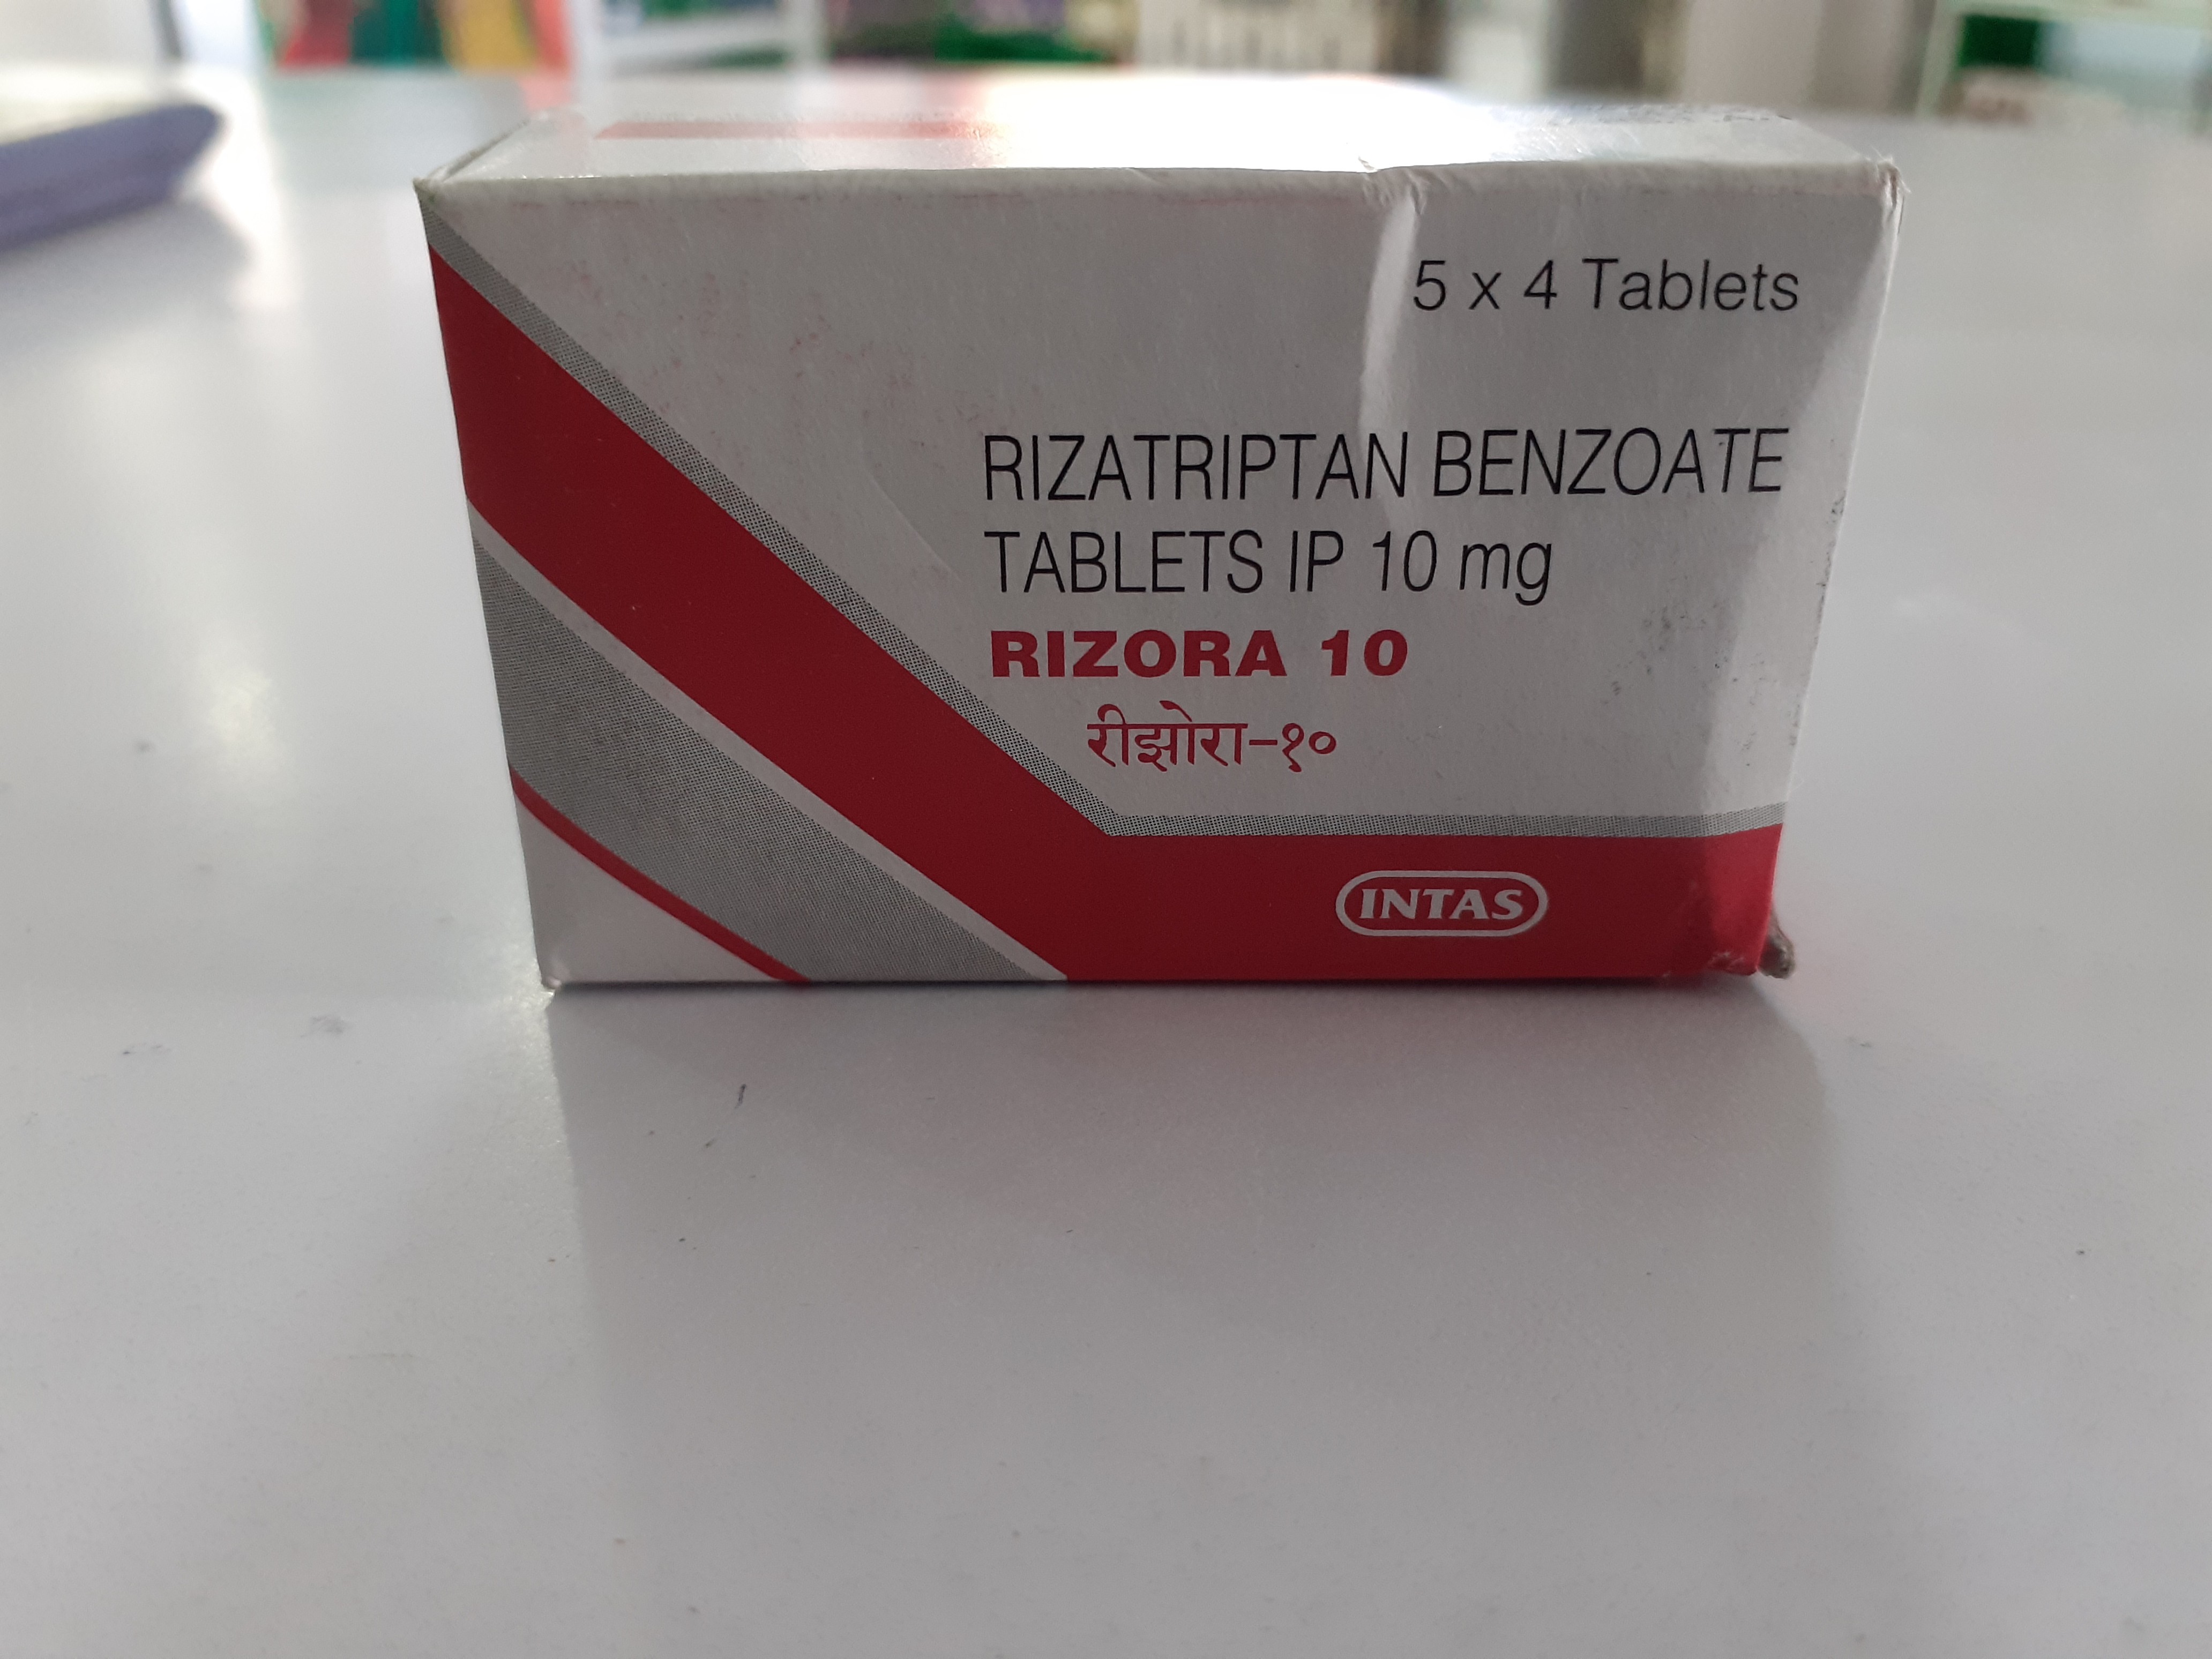 5 x 4 Tablets
RIZATRIPTAN BENZOATE
TABLETS IP 10 mg
RIZORA 10
रीझोरा-१०
INTAS